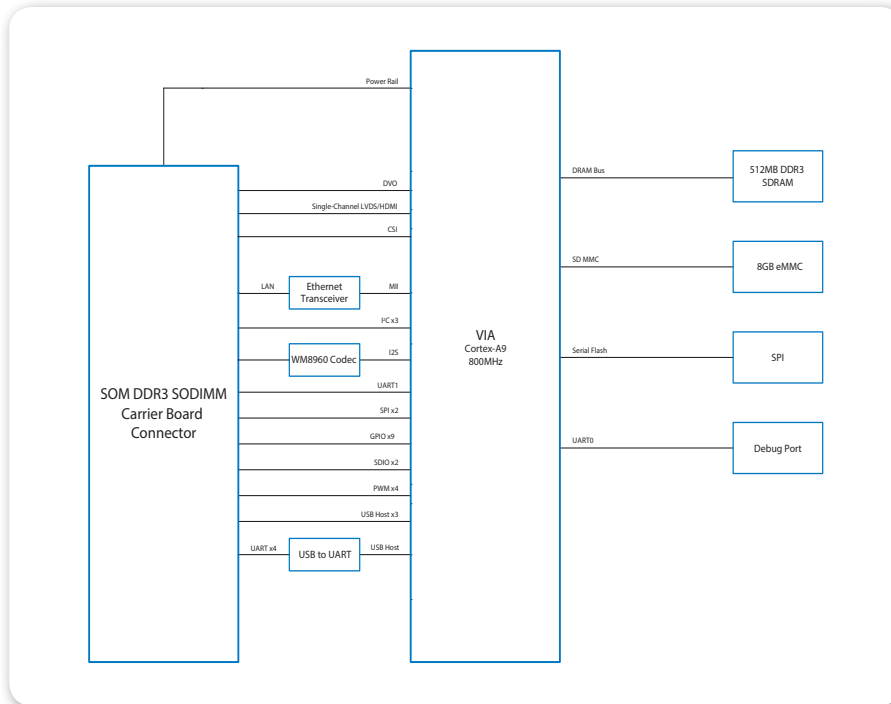 Power Rail
DVO
Single-Channel LVDS/HDMI
CSI
LAN
Ethernet
Transceiver
MII
I²C x3
WM8960 Codec
I2S
UART1
SPI x2
GPIO x9
SDIO x2
PWM x4
USB Host x3
UART x4
USB to UART
USB Host
SOM DDR3 SODIMM
Carrier Board
Connector
VIA
Cortex-A9
800MHz
DRAM Bus
512MB DDR3
SDRAM
SD MMC
8GB eMMC
Serial Flash
SPI
UART0
Debug Port